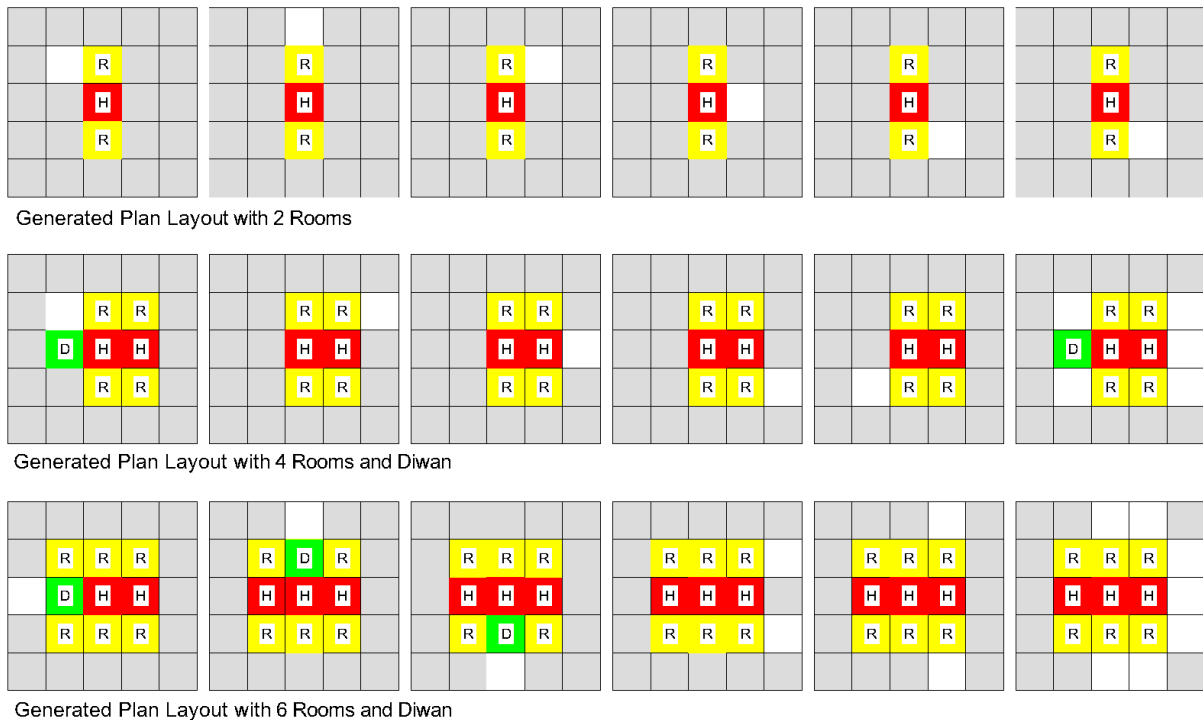 R R R R R R
H H H H H H
R R R R R R
Generated Plan Layout with 2 Rooms
R R R R R R R R R R R R
D H H H H H H H H H H D H H
R R R R R R R R R R R R
Generated Plan Layout with 4 Rooms and Diwan
R R R R D R R R R R R R R R R R R R
D H H H H H H H H H H H H H H H H H
R R R R R R R D R R R R R R R R R R
Generated Plan Layout with 6 Rooms and Diwan